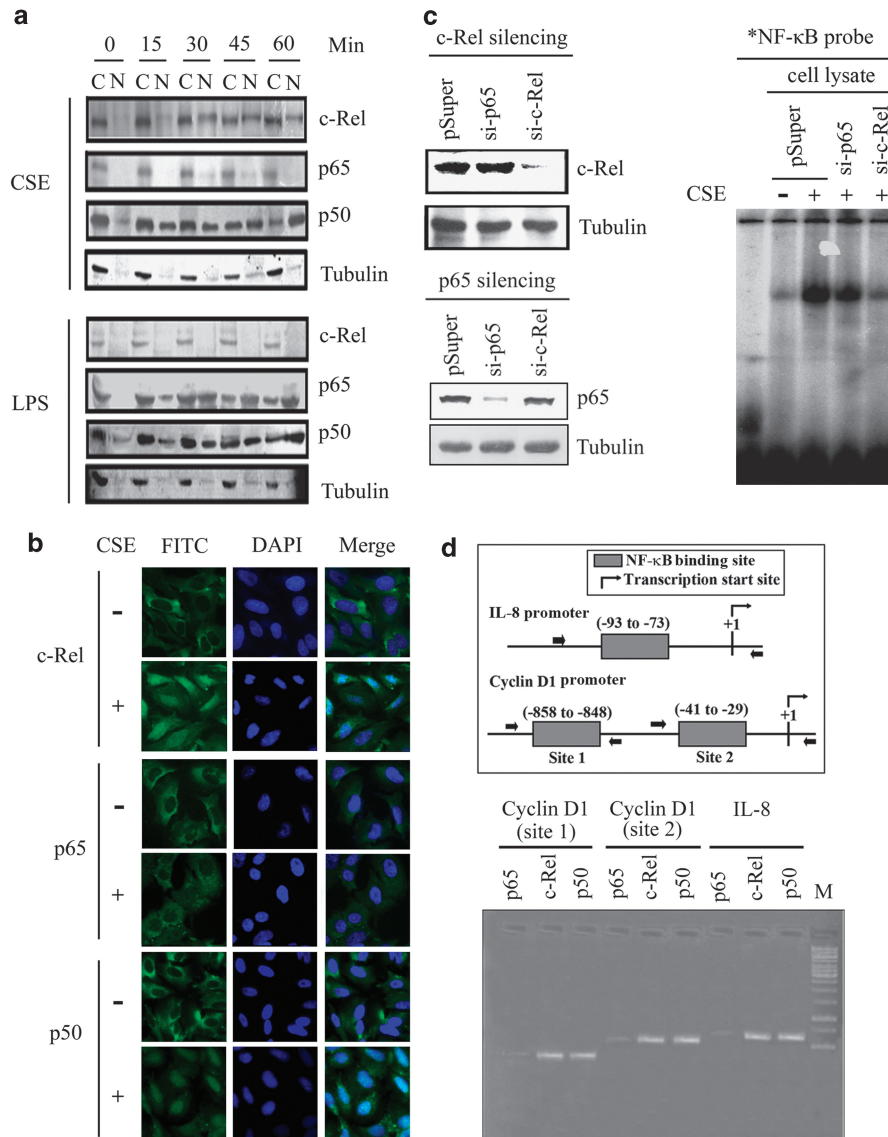 a
0 15 30 45 60 Min
C N C N C N C N C N
CSE
c-Rel
p65
p50
Tubulin
LPS
c-Rel
p65
p50
Tubulin
b
CSE FITC DAPI Merge
c-Rel
-
+
p65
-
+
p50
-
+
c
c-Rel silencing
pSuper
si-p65
si-c-Rel
c-Rel
Tubulin
p65 silencing
pSuper
si-p65
si-c-Rel
p65
Tubulin
*NF-κB probe
cell lysate
pSuper
si-p65
si-c-Rel
CSE - + + +
d
NF-κB binding site
Transcription start site
IL-8 promoter
(-93 to -73)
+1
Cyclin D1 promoter
(-858 to -848)
(-41 to -29)
+1
Site 1
Site 2
Cyclin D1 (site 1)
Cyclin D1 (site 2)
IL-8
p65 c-Rel p50 p65 c-Rel p50 p65 c-Rel p50 M